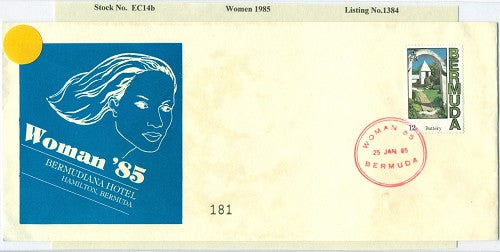 Stock No. EC14b Women 1985 Listing No.1384
Woman '85
BERMUDIANA HOTEL
HAMILTON, BERMUDA
BERMUDA
12c Buttery
WOMAN 85
25 JAN 85
BERMUDA
181